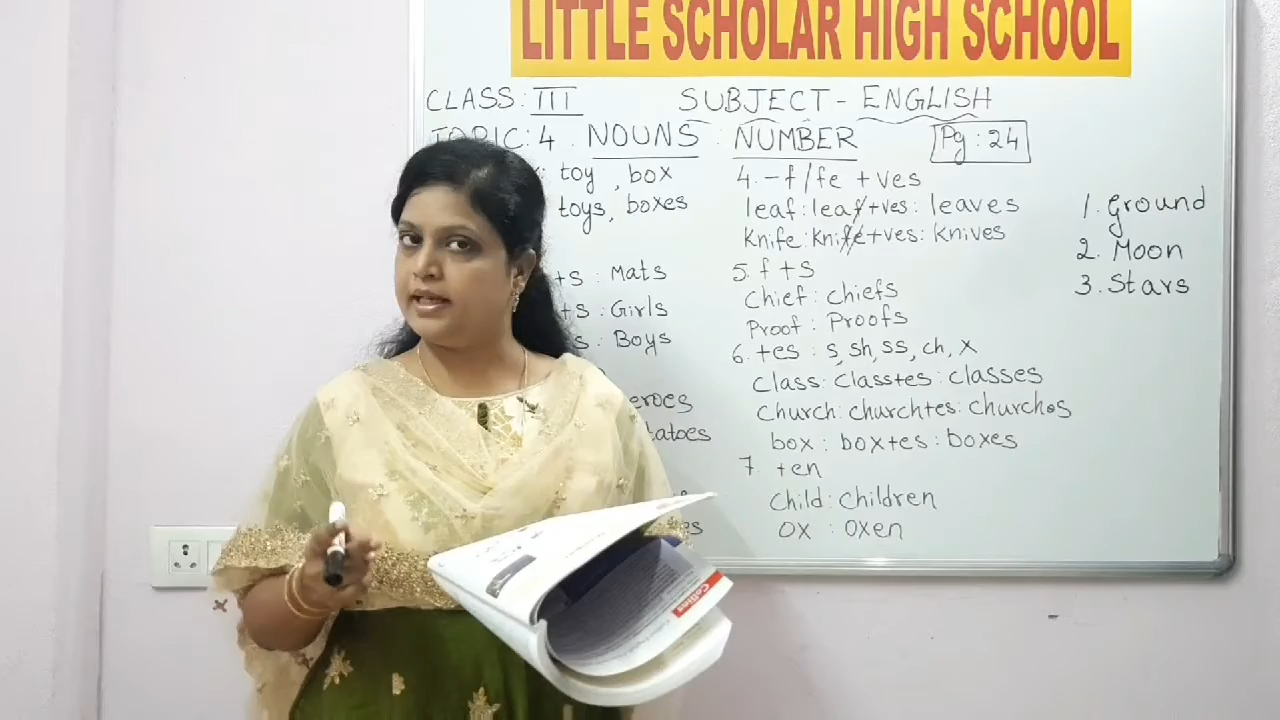 LITTLE SCHOLAR HIGH SCHOOL
CLASS: III SUBJECT - ENGLISH
TOPIC: 4. NOUNS: NUMBER Pg: 24
: toy, box
toys, boxes
+s : Mats
+s : Girls
s : Boys
eroes
tatoes
es
4. -f/fe +ves
leaf: leaf+ves: leaves
Knife: Knife+ves: Knives
5. f+s
Chief: chiefs
Proof: Proofs
6. +es : s, sh, ss, ch, x
Class: Class+es: classes
Church: church+es: churches
box: box+es: boxes
7. +en
Child: Children
ox : oxen
1. Ground
2. Moon
3. Stars
Collins